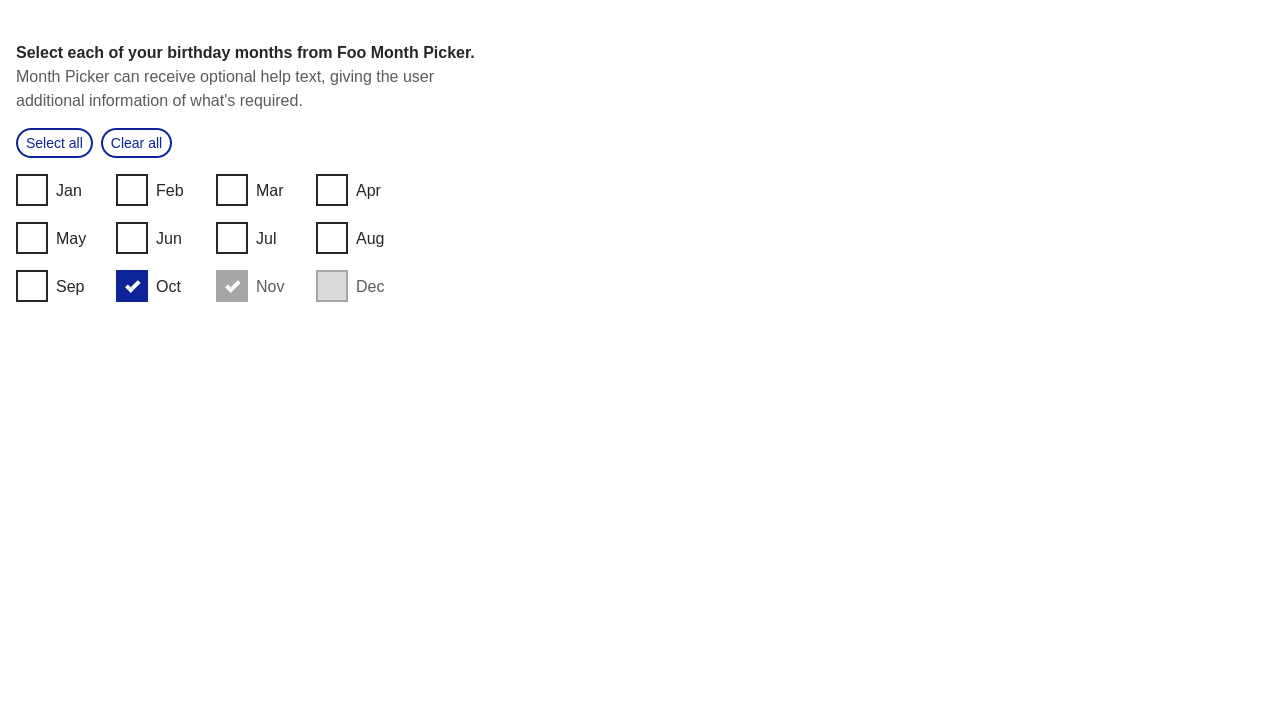 Select each of your birthday months from Foo Month Picker.
Month Picker can receive optional help text, giving the user
additional information of what's required.
Select all Clear all
Jan Feb Mar Apr
May Jun Jul Aug
Sep Oct Nov Dec